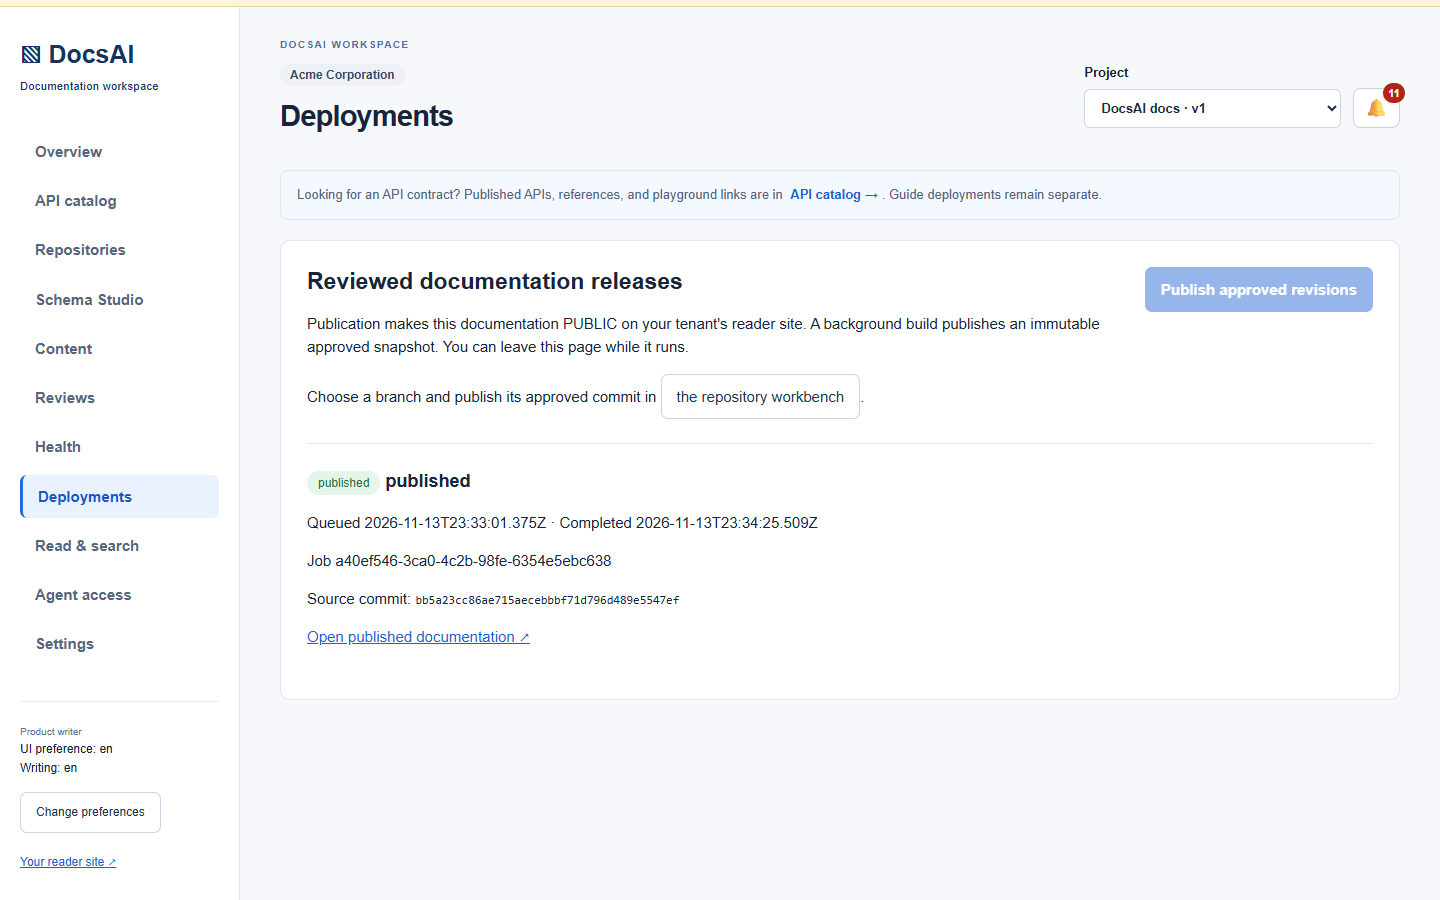 DocsAI
Documentation workspace
Overview
API catalog
Repositories
Schema Studio
Content
Reviews
Health
Deployments
Read & search
Agent access
Settings
Product writer
UI preference: en
Writing: en
Change preferences
Your reader site ↗
DOCSAI WORKSPACE
Acme Corporation
Deployments
Project
DocsAI docs · v1
11
Looking for an API contract? Published APIs, references, and playground links are in API catalog → . Guide deployments remain separate.
Reviewed documentation releases
Publish approved revisions
Publication makes this documentation PUBLIC on your tenant's reader site. A background build publishes an immutable
approved snapshot. You can leave this page while it runs.
Choose a branch and publish its approved commit in the repository workbench .
published published
Queued 2026-11-13T23:33:01.375Z · Completed 2026-11-13T23:34:25.509Z
Job a40ef546-3ca0-4c2b-98fe-6354e5ebc638
Source commit: bb5a23cc86ae715aecebbbf71d796d489e5547ef
Open published documentation ↗